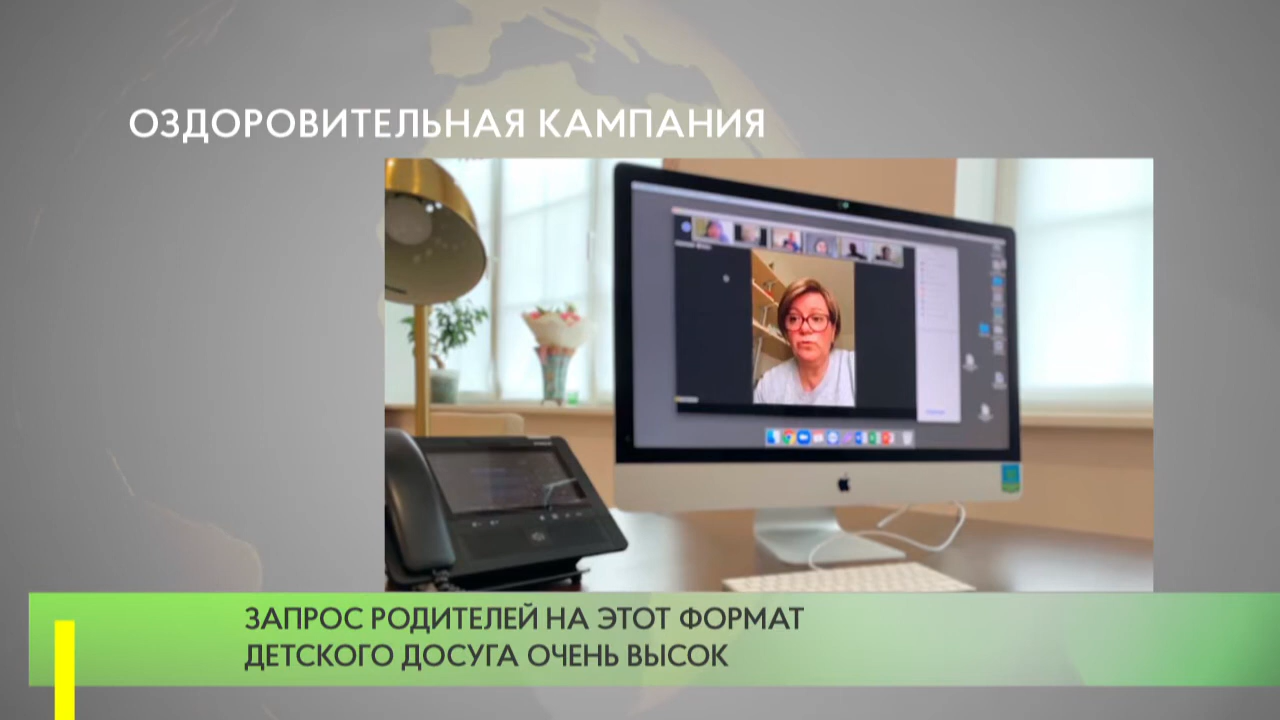 ОЗДОРОВИТЕЛЬНАЯ КАМПАНИЯ
ЗАПРОС РОДИТЕЛЕЙ НА ЭТОТ ФОРМАТ
ДЕТСКОГО ДОСУГА ОЧЕНЬ ВЫСОК